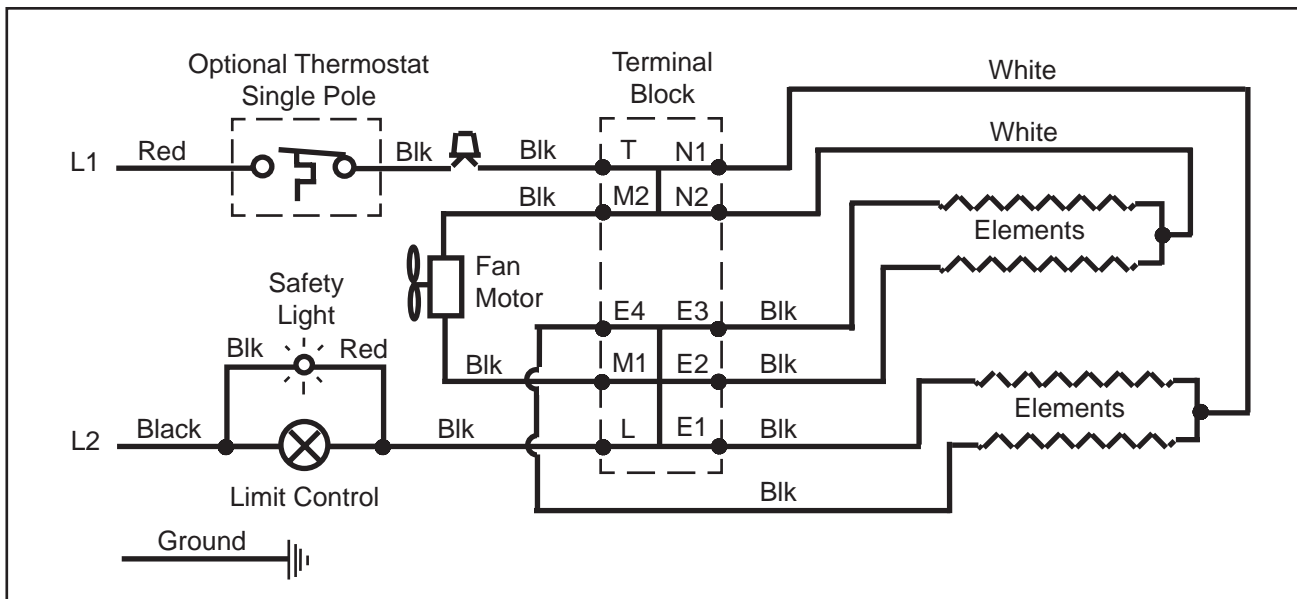 Optional Thermostat
Single Pole
Terminal
Block
White
White
L1
Red
Blk
Blk
T
N1
Blk
M2
N2
Elements
Fan
Motor
Safety
Light
Blk
Red
E4
E3
Blk
Blk
M1
E2
Blk
Elements
L2
Black
Blk
L
E1
Blk
Limit Control
Blk
Ground